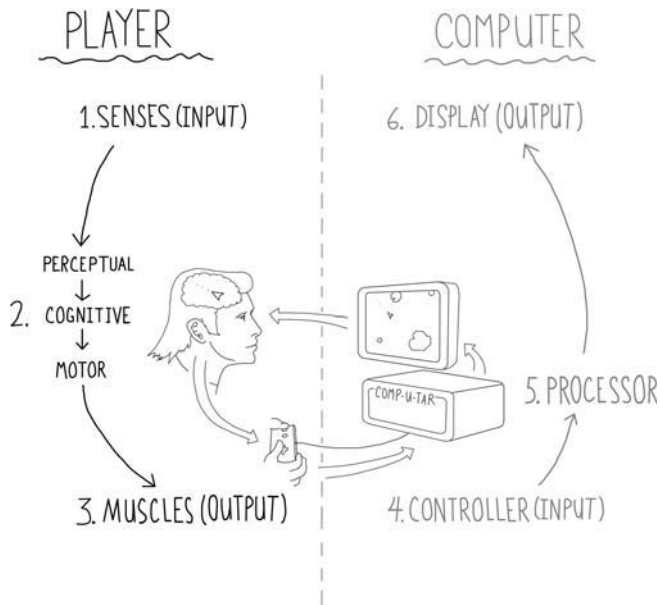 PLAYER
COMPUTER
1. SENSES (INPUT)
6. DISPLAY (OUTPUT)
PERCEPTUAL
2. COGNITIVE
MOTOR
COMP-U-TAR
5. PROCESSOR
3. MUSCLES (OUTPUT)
4. CONTROLLER (INPUT)